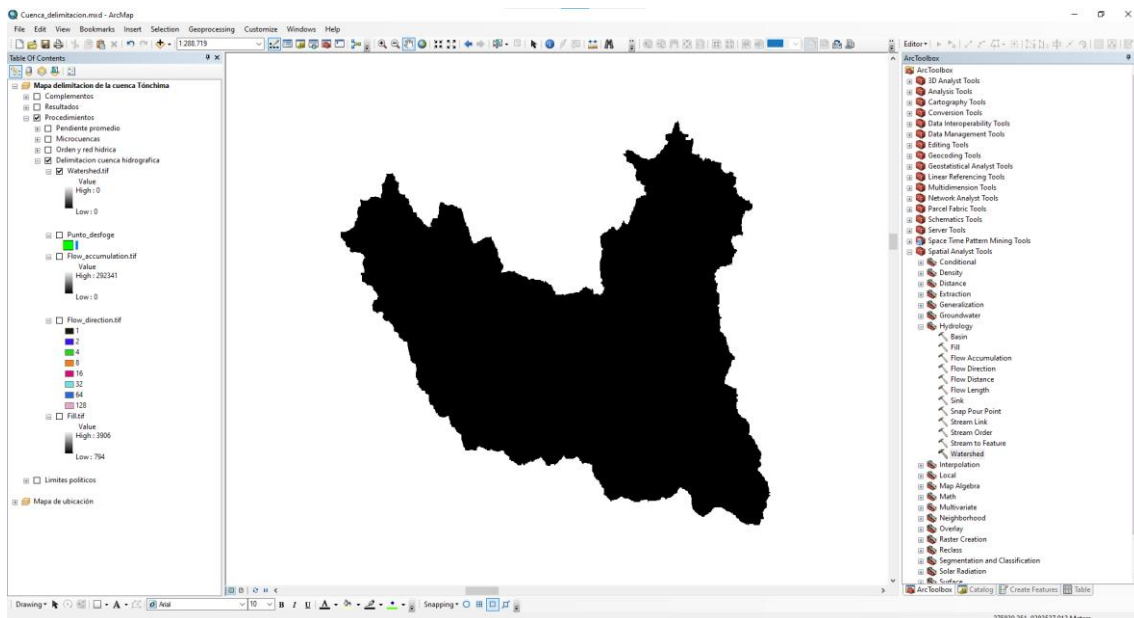 Cuenca_delimitacion.mxd - ArcMap
File Edit View Bookmarks Insert Selection Geoprocessing Customize Windows Help
1:288.719
Editor
Table Of Contents
Mapa delimitacion de la cuenca Tónchima
Complementos
Resultados
Procedimientos
Pendiente promedio
Microcuencas
Orden y red hidrica
Delimitacion cuenca hidrografica
Watershed.tif
Value
High : 0
Low : 0
Punto_desfoge
Flow_accumulation.tif
Value
High : 292341
Low : 0
Flow_direction.tif
1
2
4
8
16
32
64
128
Fill.tif
Value
High : 3906
Low : 794
Limites politicos
Mapa de ubicación
ArcToolbox
ArcToolbox
3D Analyst Tools
Analysis Tools
Cartography Tools
Conversion Tools
Data Interoperability Tools
Data Management Tools
Editing Tools
Geocoding Tools
Geostatistical Analyst Tools
Linear Referencing Tools
Multidimension Tools
Network Analyst Tools
Parcel Fabric Tools
Schematics Tools
Server Tools
Space Time Pattern Mining Tools
Spatial Analyst Tools
Conditional
Density
Distance
Extraction
Generalization
Groundwater
Hydrology
Basin
Fill
Flow Accumulation
Flow Direction
Flow Distance
Flow Length
Sink
Snap Pour Point
Stream Link
Stream Order
Stream to Feature
Watershed
Interpolation
Local
Map Algebra
Math
Multivariate
Neighborhood
Overlay
Raster Creation
Reclass
Segmentation and Classification
Solar Radiation
Surface
ArcToolbox Catalog Create Features Table
Drawing A Arial 10 B I U A Snapping